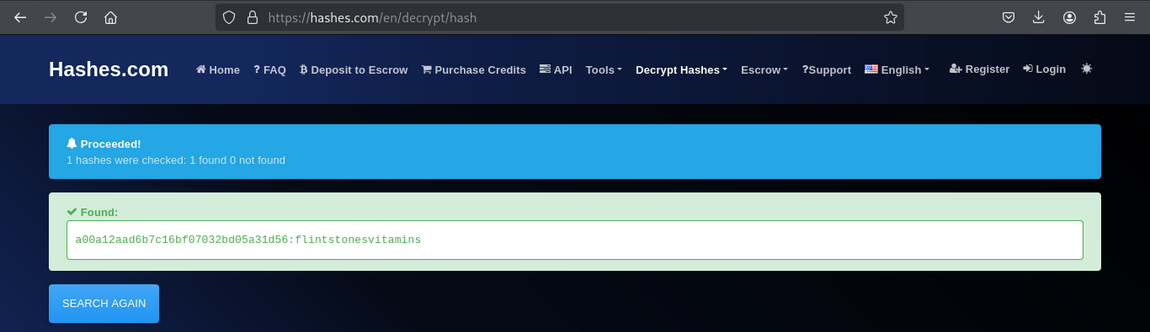 https://hashes.com/en/decrypt/hash
Hashes.com Home ? FAQ Deposit to Escrow Purchase Credits API Tools Decrypt Hashes Escrow ?Support English Register Login
Proceeded!
1 hashes were checked: 1 found 0 not found
Found:
a00a12aad6b7c16bf07032bd05a31d56:flintstonesvitamins
SEARCH AGAIN